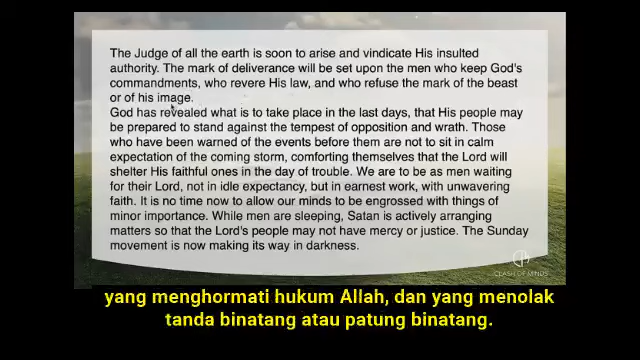 The Judge of all the earth is soon to arise and vindicate His insulted
authority. The mark of deliverance will be set upon the men who keep God's
commandments, who revere His law, and who refuse the mark of the beast
or of his image.
God has revealed what is to take place in the last days, that His people may
be prepared to stand against the tempest of opposition and wrath. Those
who have been warned of the events before them are not to sit in calm
expectation of the coming storm, comforting themselves that the Lord will
shelter His faithful ones in the day of trouble. We are to be as men waiting
for their Lord, not in idle expectancy, but in earnest work, with unwavering
faith. It is no time now to allow our minds to be engrossed with things of
minor importance. While men are sleeping, Satan is actively arranging
matters so that the Lord's people may not have mercy or justice. The Sunday
movement is now making its way in darkness.
CLASH OF MINDS
yang menghormati hukum Allah, dan yang menolak
tanda binatang atau patung binatang.